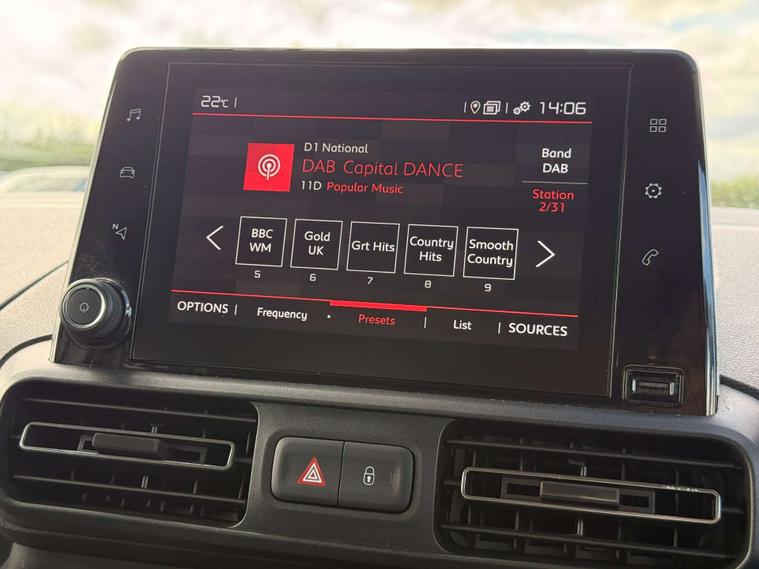 22°C
14:06
D1 National
DAB Capital DANCE
11D Popular Music
Band
DAB
Station
2/31
BBC
WM
Gold
UK
Grt Hits
Country
Hits
Smooth
Country
5
6
7
8
9
OPTIONS
Frequency
Presets
List
SOURCES
N